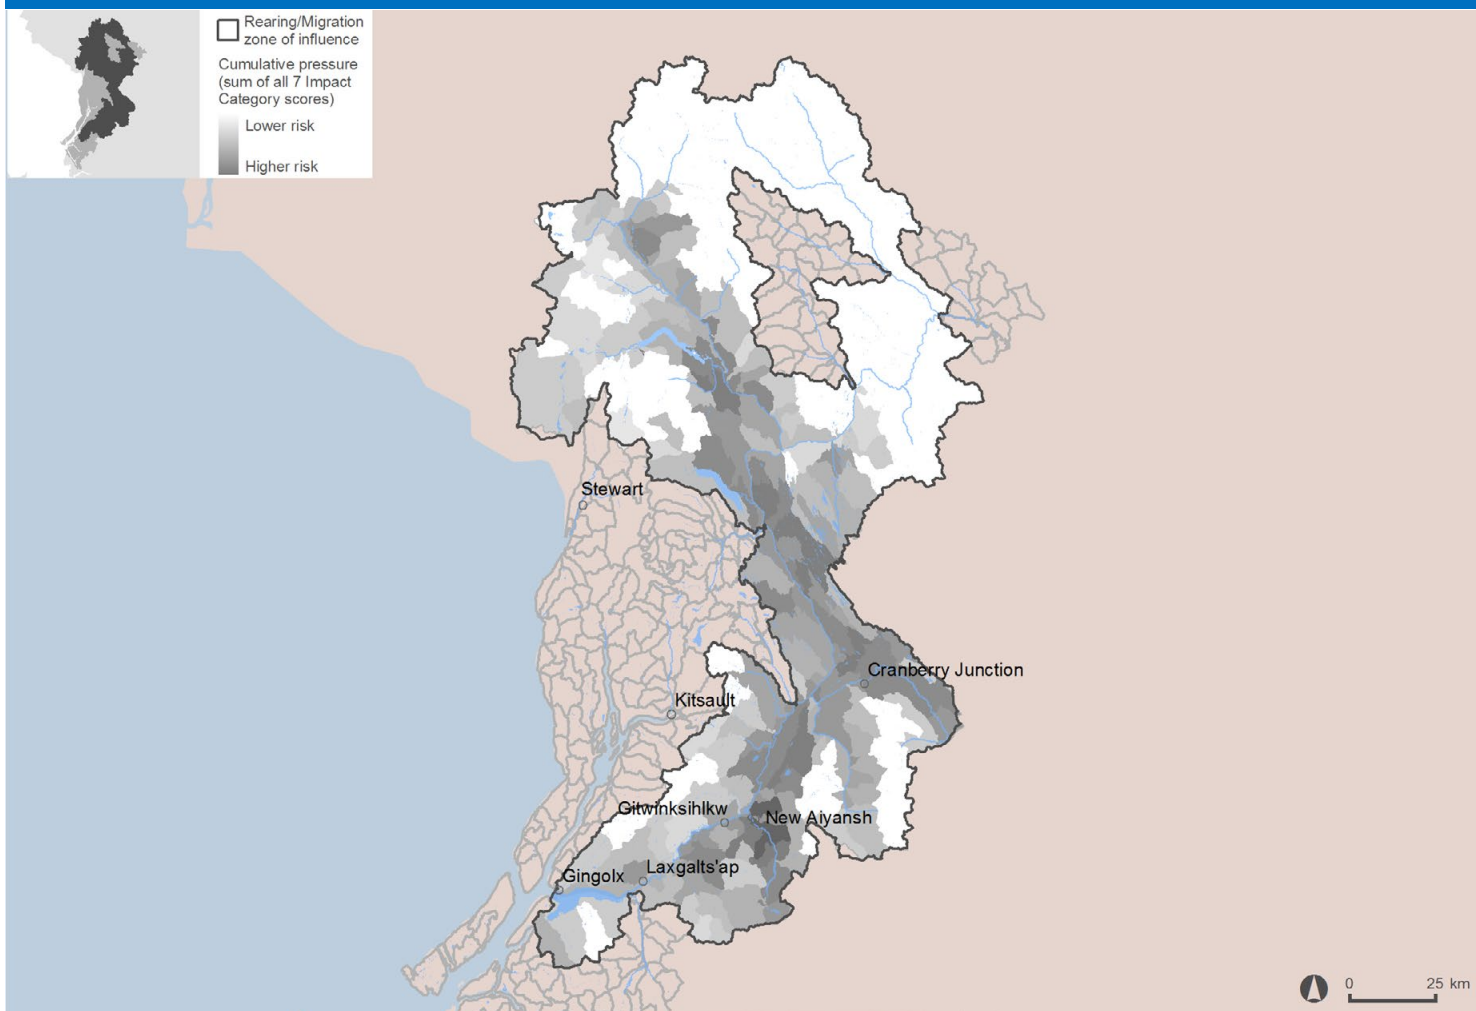 Rearing/Migration
zone of influence
Cumulative pressure
(sum of all 7 Impact
Category scores)
Lower risk
Higher risk
Stewart
Cranberry Junction
Kitsault
Gitwinksihlkw
New Aiyansh
Laxgalts'ap
Gingolx
0 25 km